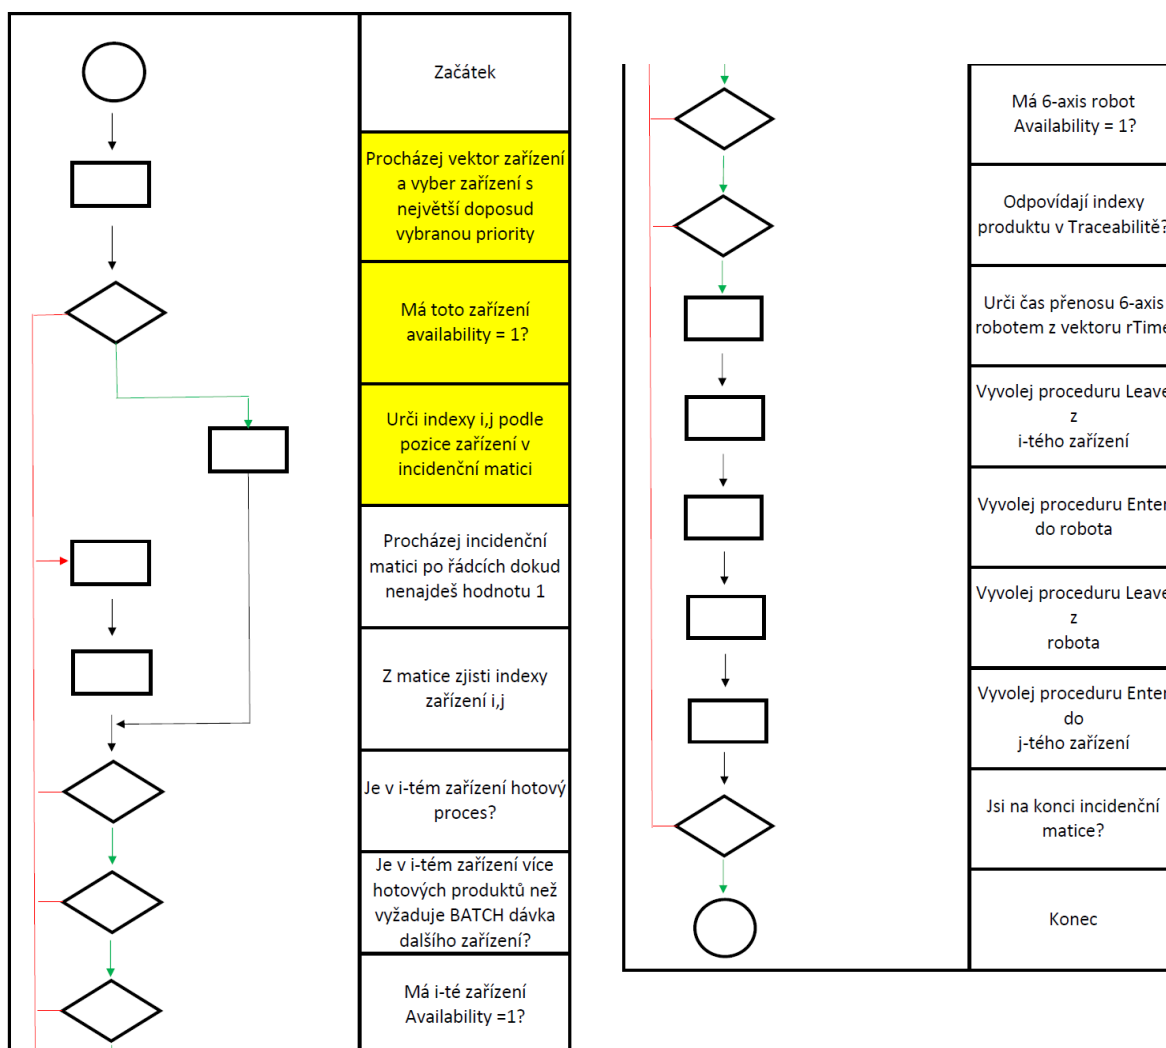 Začátek
Procházej vektor zařízení
a vyber zařízení s
největší doposud
vybranou priority
Má toto zařízení
availability = 1?
Urči indexy i,j podle
pozice zařízení v
incidenční matici
Procházej incidenční
matici po řádcích dokud
nenajdeš hodnotu 1
Z matice zjisti indexy
zařízení i,j
Je v i-tém zařízení hotový
proces?
Je v i-tém zařízení více
hotových produktů než
vyžaduje BATCH dávka
dalšího zařízení?
Má i-té zařízení
Availability =1?
Má 6-axis robot
Availability = 1?
Odpovídají indexy
produktu v Traceabilitě?
Urči čas přenosu 6-axis
robotem z vektoru rTime
Vyvolej proceduru Leave
z
i-tého zařízení
Vyvolej proceduru Enter
do robota
Vyvolej proceduru Leave
z
robota
Vyvolej proceduru Enter
do
j-tého zařízení
Jsi na konci incidenční
matice?
Konec